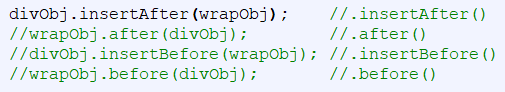 divObj.insertAfter(wrapObj);     //.insertAfter()
//wrapObj.after(divObj);         //.after()
//divObj.insertBefore(wrapObj);  //.insertBefore()
//wrapObj.before(divObj);        //.before()